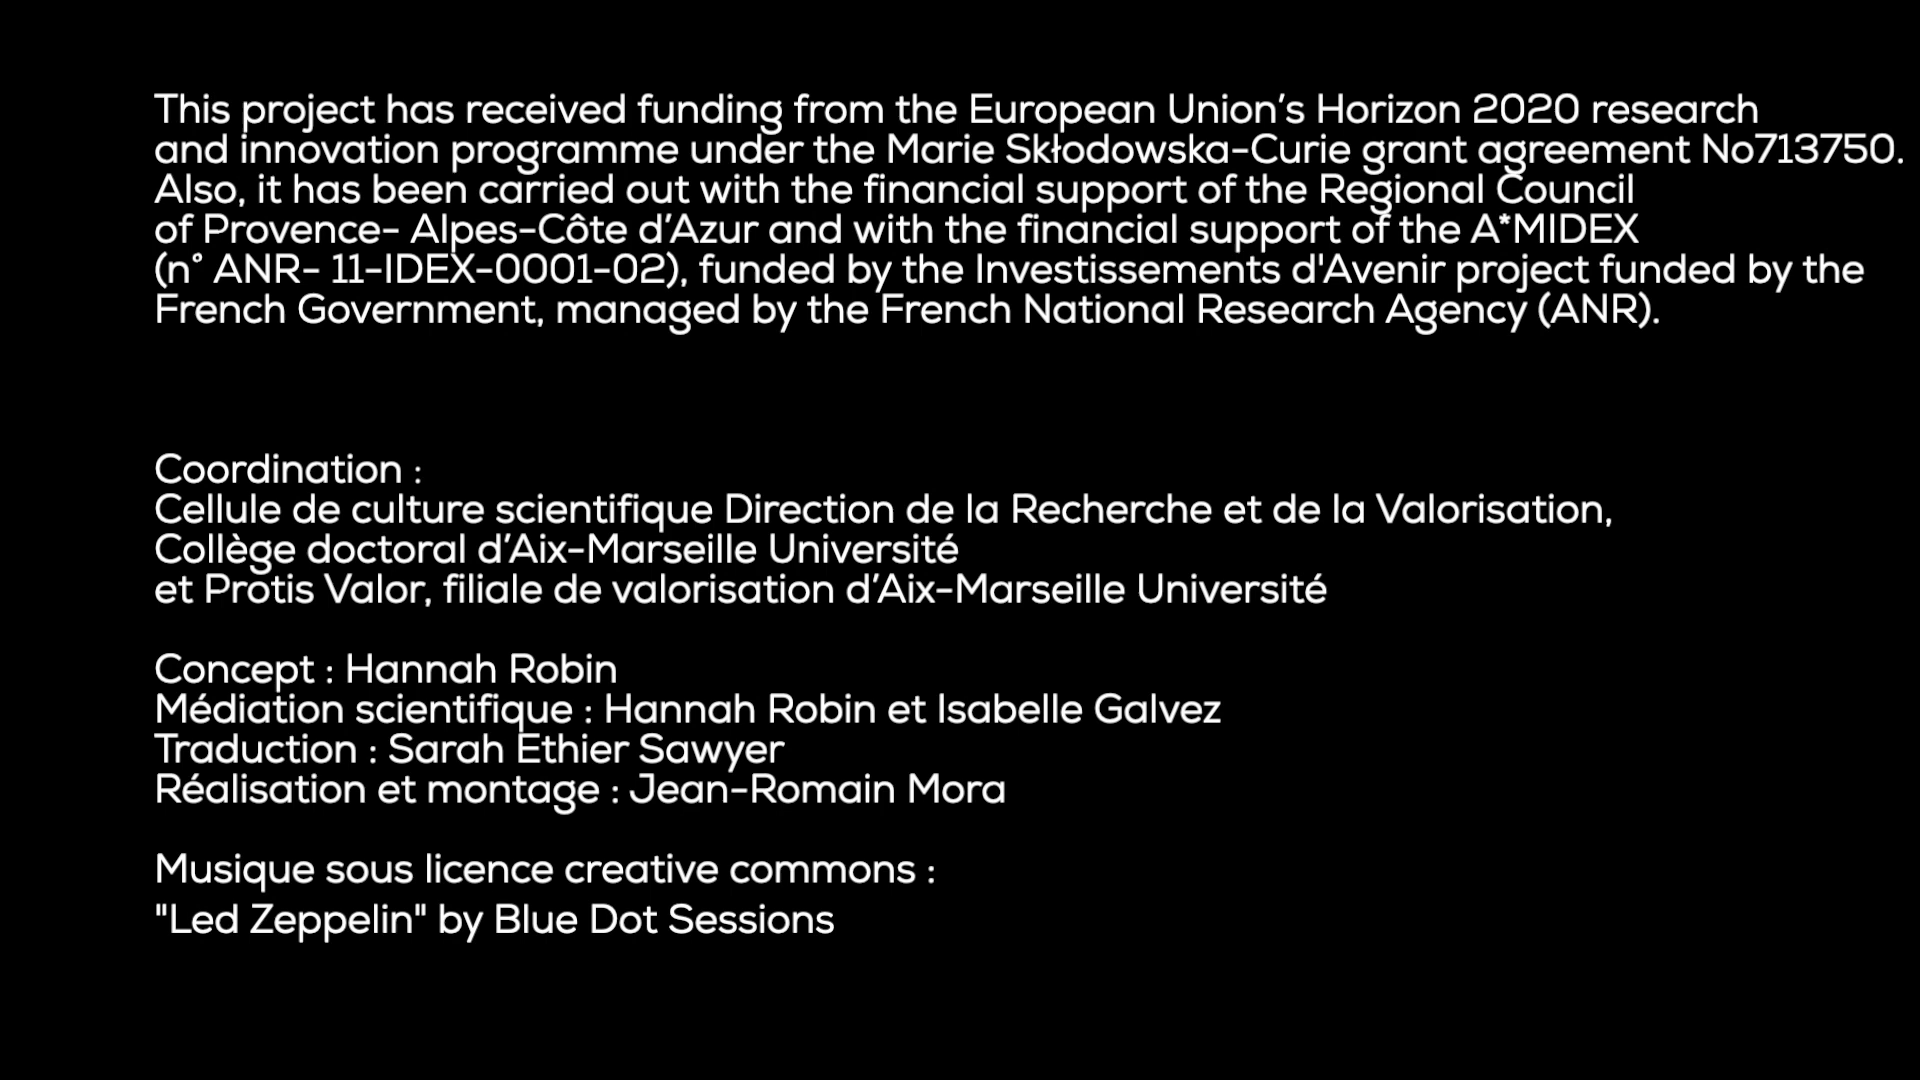 This project has received funding from the European Union’s Horizon 2020 research
and innovation programme under the Marie Skłodowska-Curie grant agreement No713750.
Also, it has been carried out with the financial support of the Regional Council
of Provence- Alpes-Côte d’Azur and with the financial support of the A*MIDEX
(n° ANR- 11-IDEX-0001-02), funded by the Investissements d'Avenir project funded by the
French Government, managed by the French National Research Agency (ANR).
Coordination :
Cellule de culture scientifique Direction de la Recherche et de la Valorisation,
Collège doctoral d’Aix-Marseille Université
et Protis Valor, filiale de valorisation d’Aix-Marseille Université
Concept : Hannah Robin
Médiation scientifique : Hannah Robin et Isabelle Galvez
Traduction : Sarah Ethier Sawyer
Réalisation et montage : Jean-Romain Mora
Musique sous licence creative commons :
"Led Zeppelin" by Blue Dot Sessions